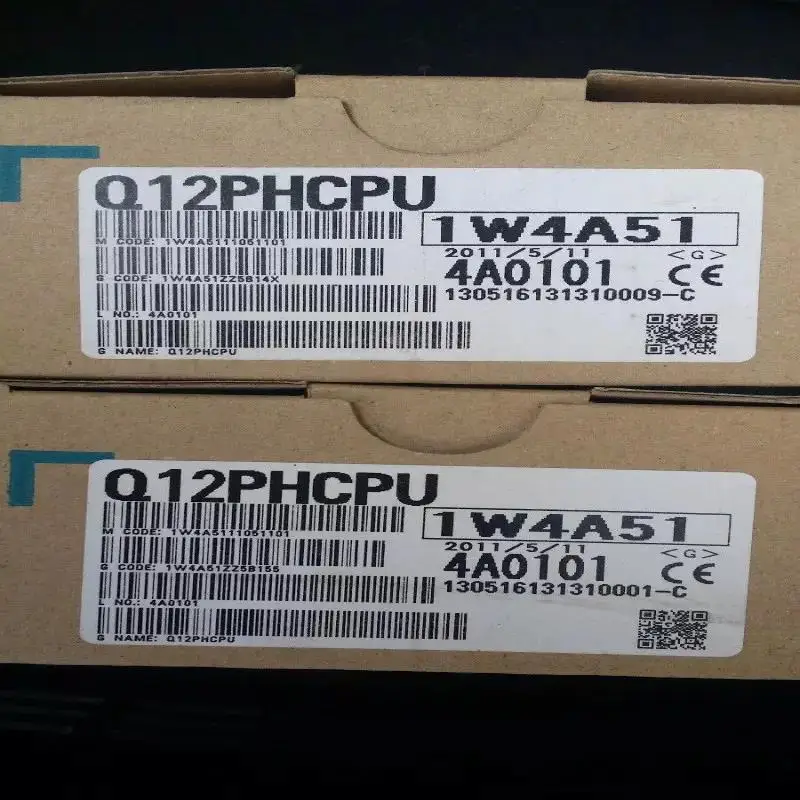 Q12PHCPU
1W4A51
M CODE: 1W4A5111051101
2011/5/11 <G>
4A0101 CE
G CODE: 1W4A51ZZ5B14X
130516131310009-C
L NO.: 4A0101
G NAME: Q12PHCPU
Q12PHCPU
1W4A51
M CODE: 1W4A5111051101
2011/5/11 <G>
4A0101 CE
G CODE: 1W4A51ZZ5B155
130516131310001-C
L NO.: 4A0101
G NAME: Q12PHCPU